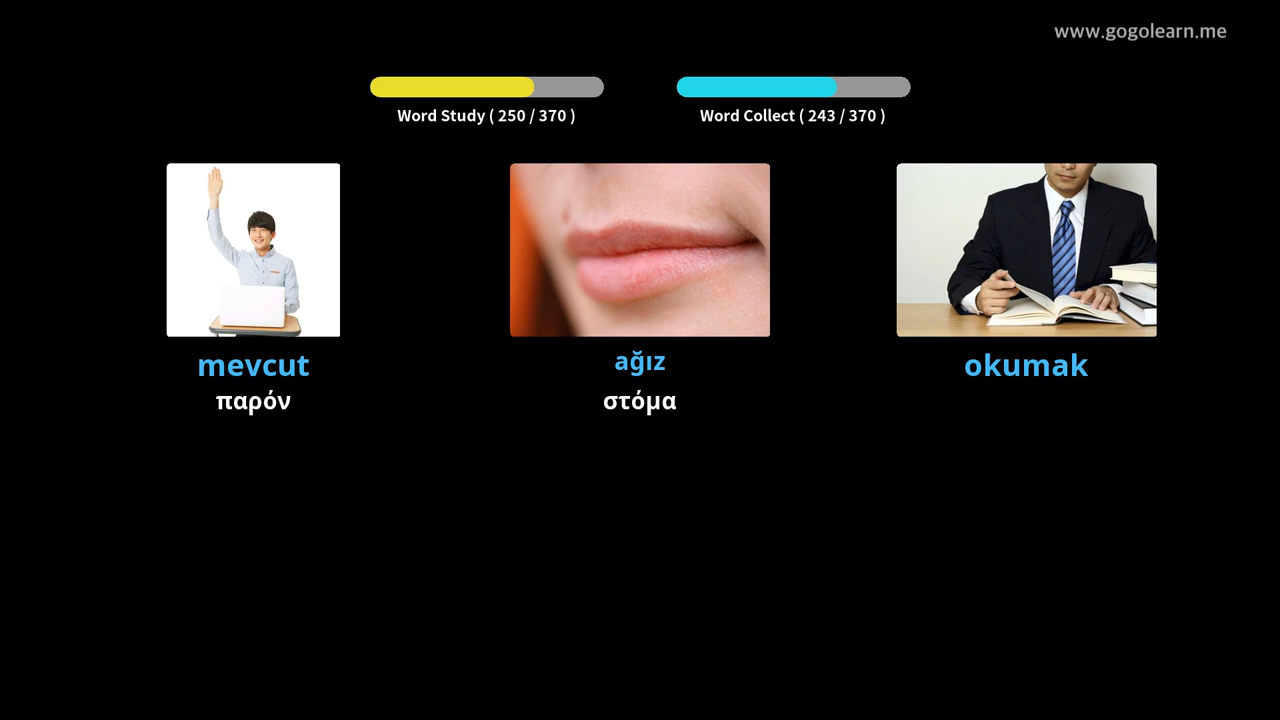 www.gogolearn.me
Word Study ( 250 / 370 )
Word Collect ( 243 / 370 )
mevcut
παρόν
ağız
στόμα
okumak